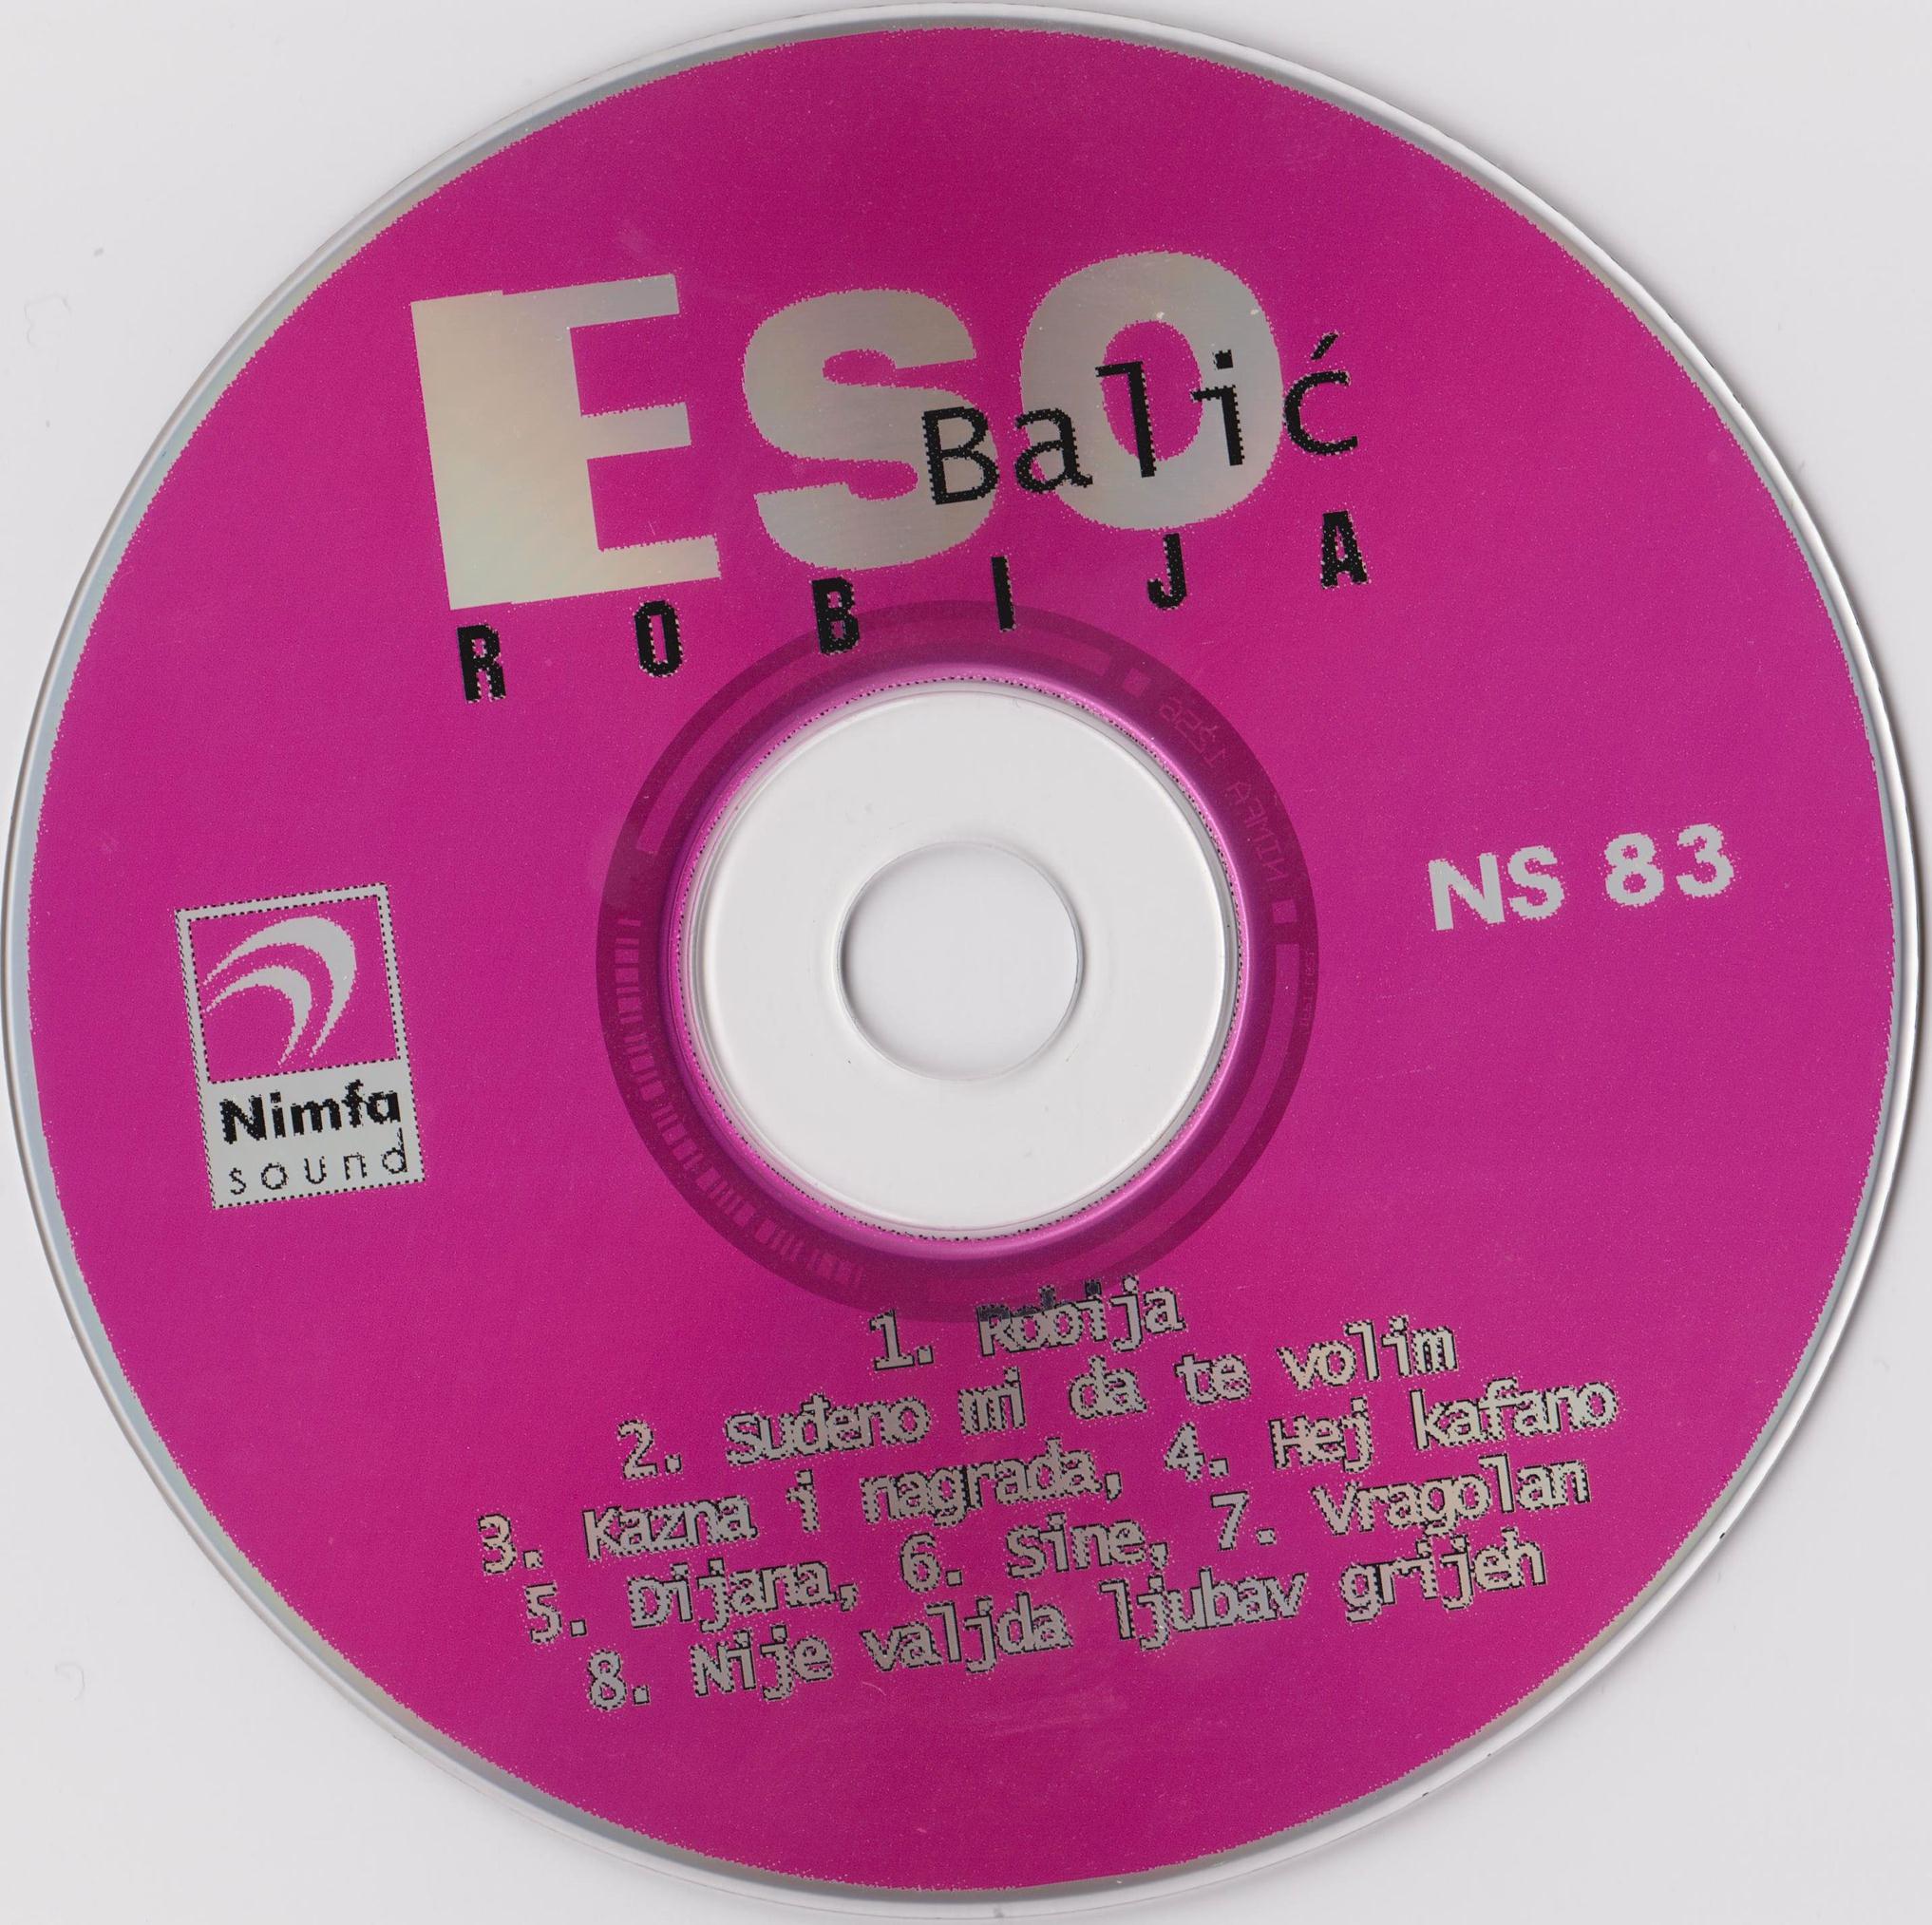 Eso
Balić
ROBIJA
NS 83
Nimfa
sound
1. Robija
2. Suđeno mi da te volim
3. Kazna i nagrada, 4. Hej kafano
5. Dijana, 6. Sine, 7. Vragolan
8. Nije valjda ljubav grijeh